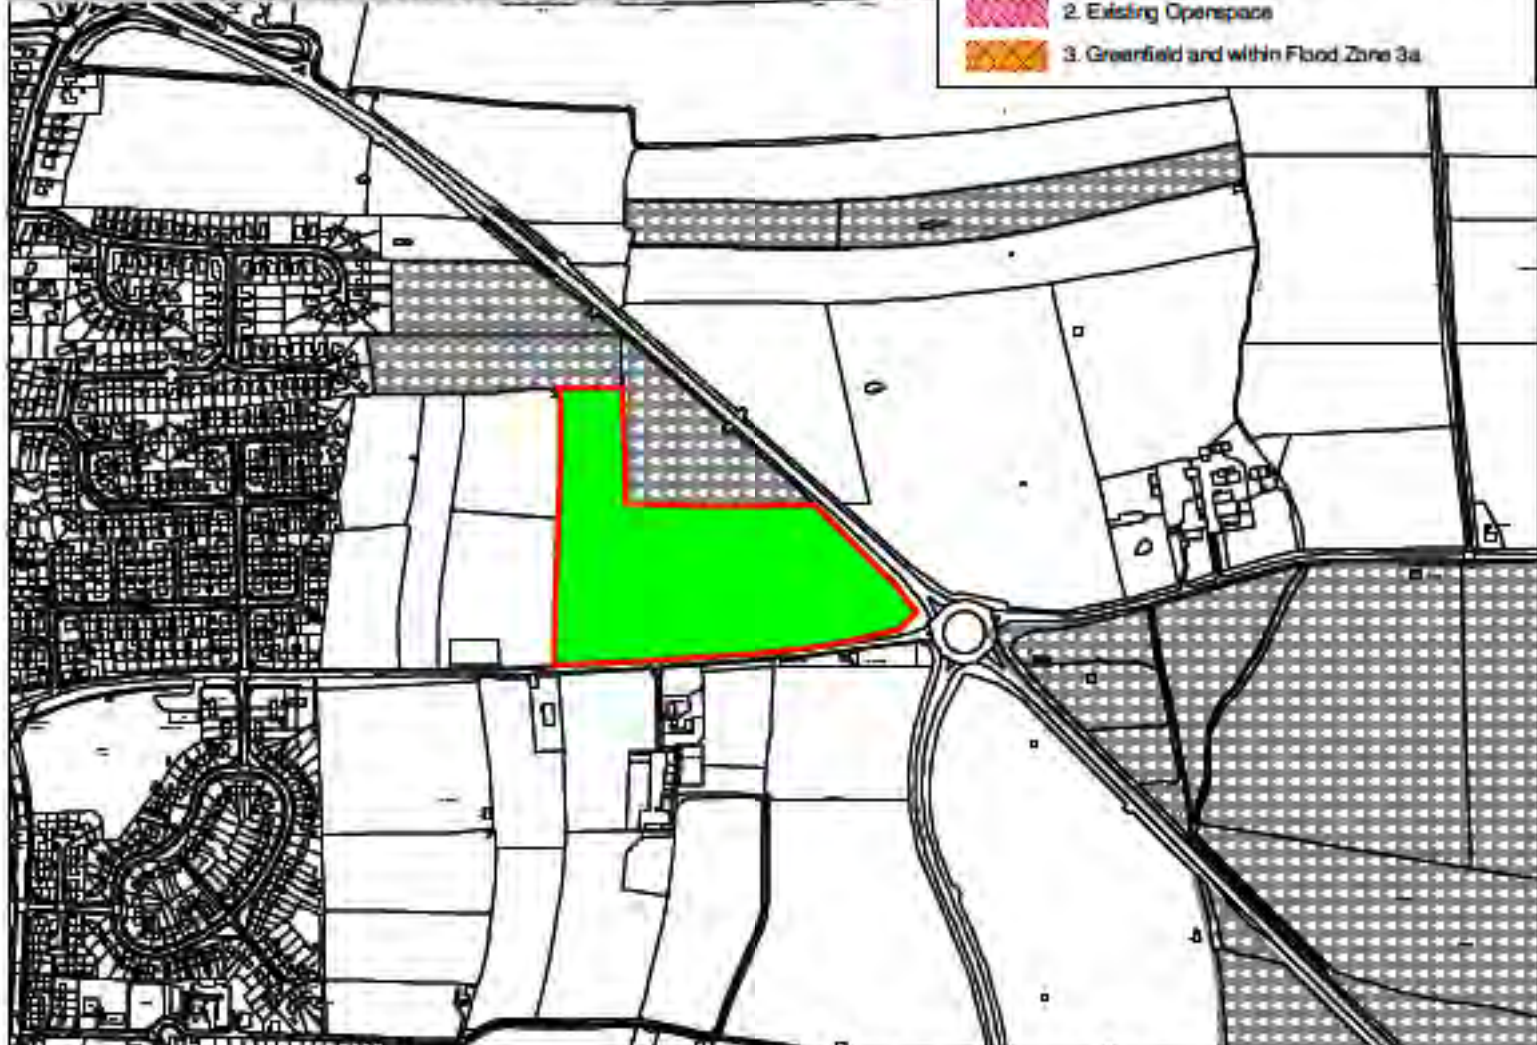 2. Existing Openspace
3. Greenfield and within Flood Zone 3a